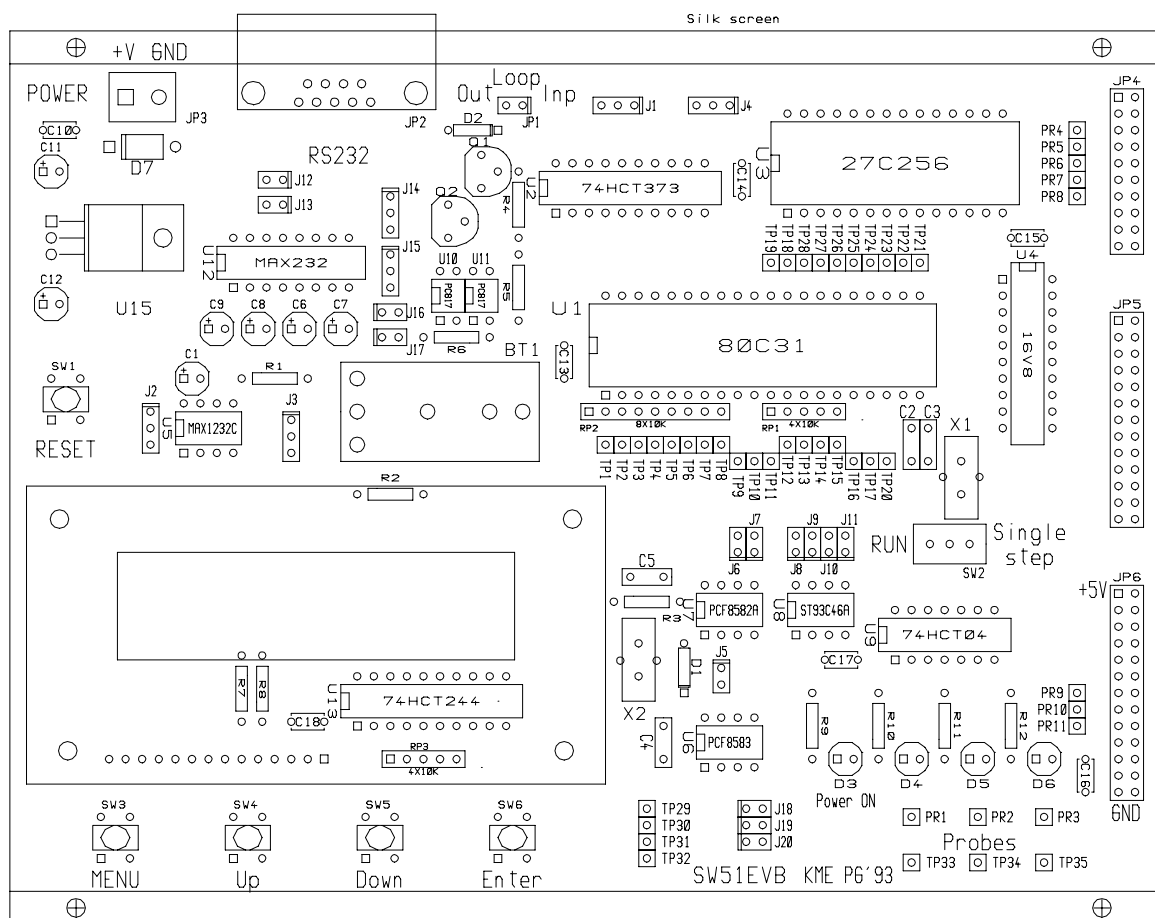 Silk screen
+V GND
POWER
JP3
C10
C11
D7
RS232
JP2
Loop
Out Inp
JP1
D2
Q1
Q2
J1
J4
JP4
U2
74HCT373
C14
U3
27C256
PR4
PR5
PR6
PR7
PR8
J12
J13
J14
R4
U12
MAX232
J15
U10 U11
PC817 PC817
R5
TP19 TP18 TP28 TP27 TP26 TP25 TP24 TP23 TP22 TP21
C15
U4
16V8
C12
U15
C9 C8 C6 C7
J16
J17
R6
U1
80C31
C13
JP5
SW1
RESET
C1
R1
J2
U5
MAX1232C
J3
BT1
RP2
8X10K
RP1
4X10K
C2 C3
X1
TP1 TP2 TP3 TP4 TP5 TP6 TP7 TP8 TP9 TP10 TP11 TP12 TP13 TP14 TP15 TP16 TP17 TP20
R2
J7
J6
J9 J11
J8 J10
RUN
Single
step
SW2
C5
R3
U7
PCF8582A
U8
ST93C46A
U9
74HCT04
+5V
JP6
X2
D1
J5
C17
R7
R8
C18
U13
74HCT244
RP3
4X10K
C4
U6
PCF8583
R9
R10
R11
R12
PR9
PR10
PR11
D3 D4 D5 D6
Power ON
C16
GND
SW3 SW4 SW5 SW6
MENU Up Down Enter
TP29
TP30
TP31
TP32
J18
J19
J20
PR1 PR2 PR3
Probes
TP33 TP34 TP35
SW51EVB KME PG'93